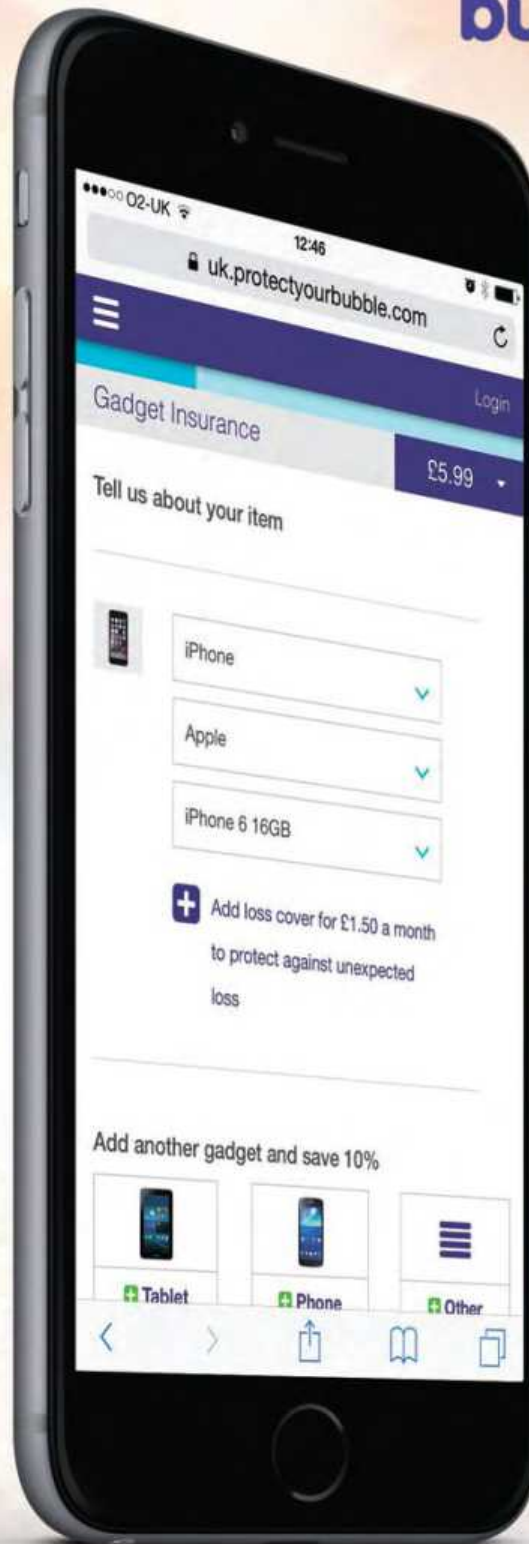 bu
O2-UK
12:46
uk.protectyourbubble.com
Login
Gadget Insurance
£5.99
Tell us about your item
iPhone
Apple
iPhone 6 16GB
Add loss cover for £1.50 a month
to protect against unexpected
loss
Add another gadget and save 10%
Tablet
Phone
Other